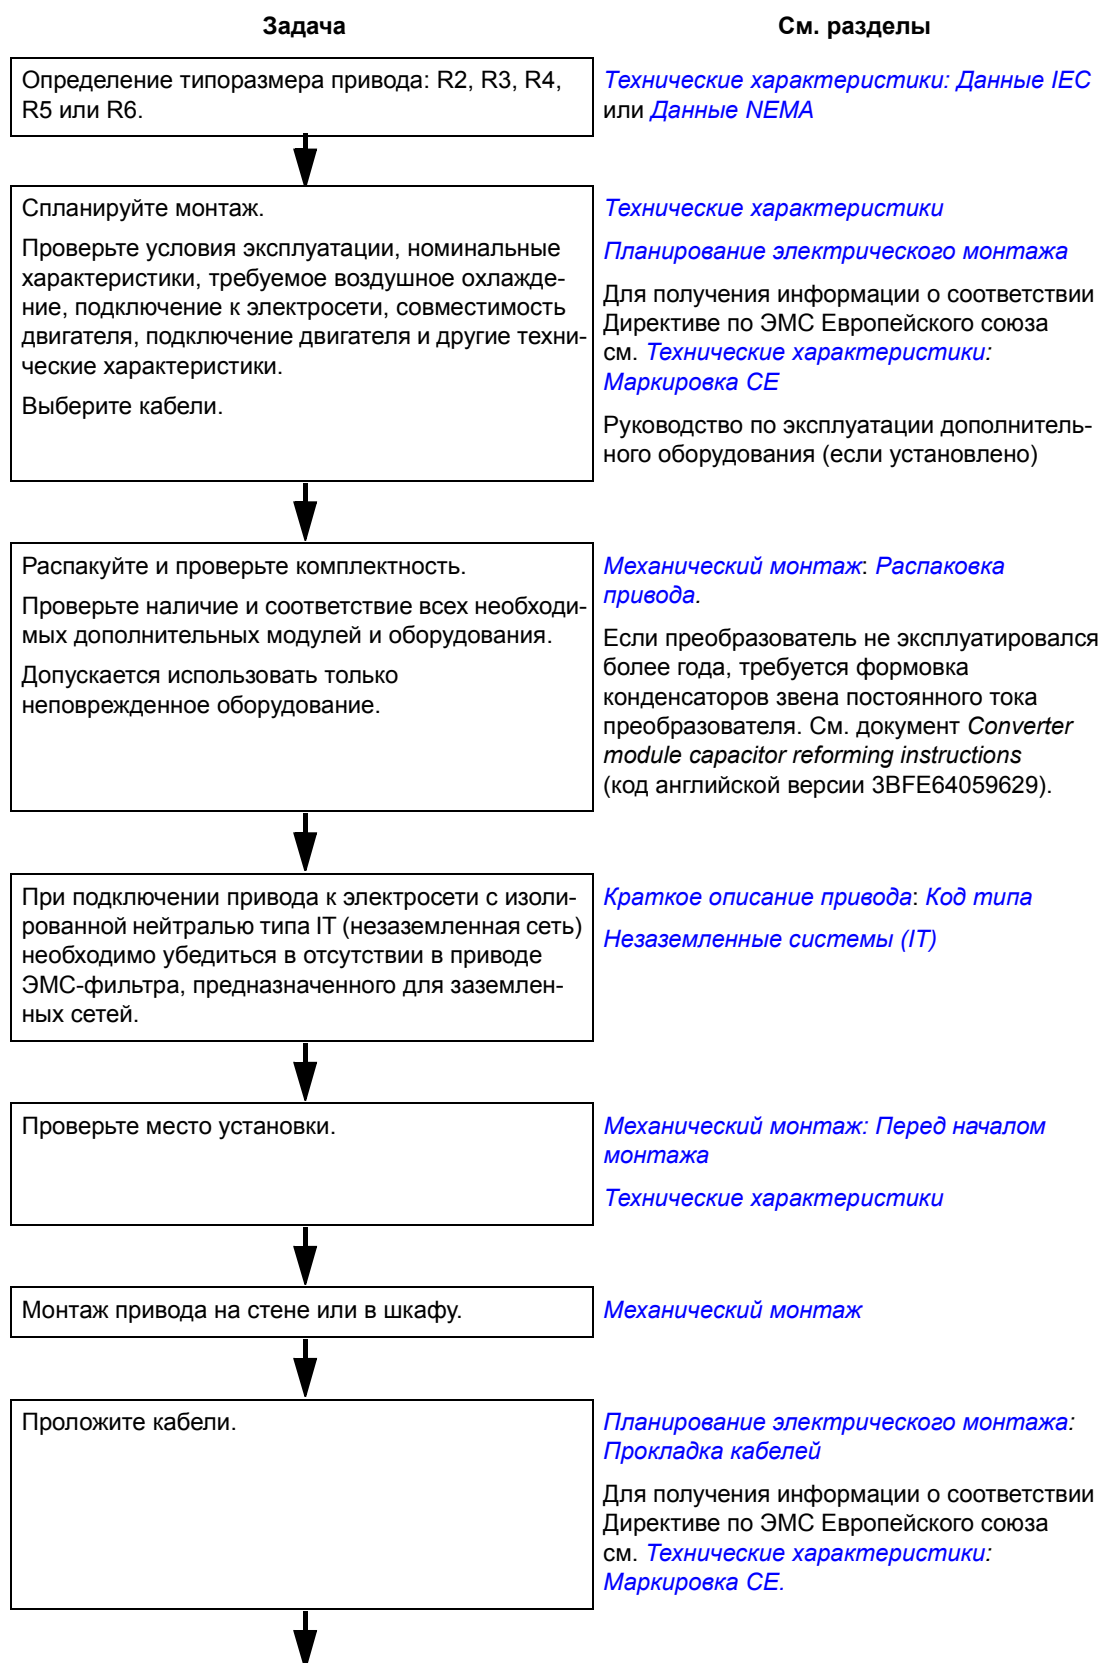 Задача
См. разделы
Определение типоразмера привода: R2, R3, R4,
R5 или R6.
Технические характеристики: Данные IEC
или Данные NEMA
Спланируйте монтаж.
Проверьте условия эксплуатации, номинальные
характеристики, требуемое воздушное охлажде-
ние, подключение к электросети, совместимость
двигателя, подключение двигателя и другие техни-
ческие характеристики.
Выберите кабели.
Технические характеристики
Планирование электрического монтажа
Для получения информации о соответствии
Директиве по ЭМС Европейского союза
см. Технические характеристики:
Маркировка CE
Руководство по эксплуатации дополнитель-
ного оборудования (если установлено)
Распакуйте и проверьте комплектность.
Проверьте наличие и соответствие всех необходи-
мых дополнительных модулей и оборудования.
Допускается использовать только
неповрежденное оборудование.
Механический монтаж: Распаковка
привода.
Если преобразователь не эксплуатировался
более года, требуется формовка
конденсаторов звена постоянного тока
преобразователя. См. документ Converter
module capacitor reforming instructions
(код английской версии 3BFE64059629).
При подключении привода к электросети с изоли-
рованной нейтралью типа IT (незаземленная сеть)
необходимо убедиться в отсутствии в приводе
ЭМС-фильтра, предназначенного для заземлен-
ных сетей.
Краткое описание привода: Код типа
Незаземленные системы (IT)
Проверьте место установки.
Механический монтаж: Перед началом
монтажа
Технические характеристики
Монтаж привода на стене или в шкафу.
Механический монтаж
Проложите кабели.
Планирование электрического монтажа:
Прокладка кабелей
Для получения информации о соответствии
Директиве по ЭМС Европейского союза
см. Технические характеристики:
Маркировка CE.